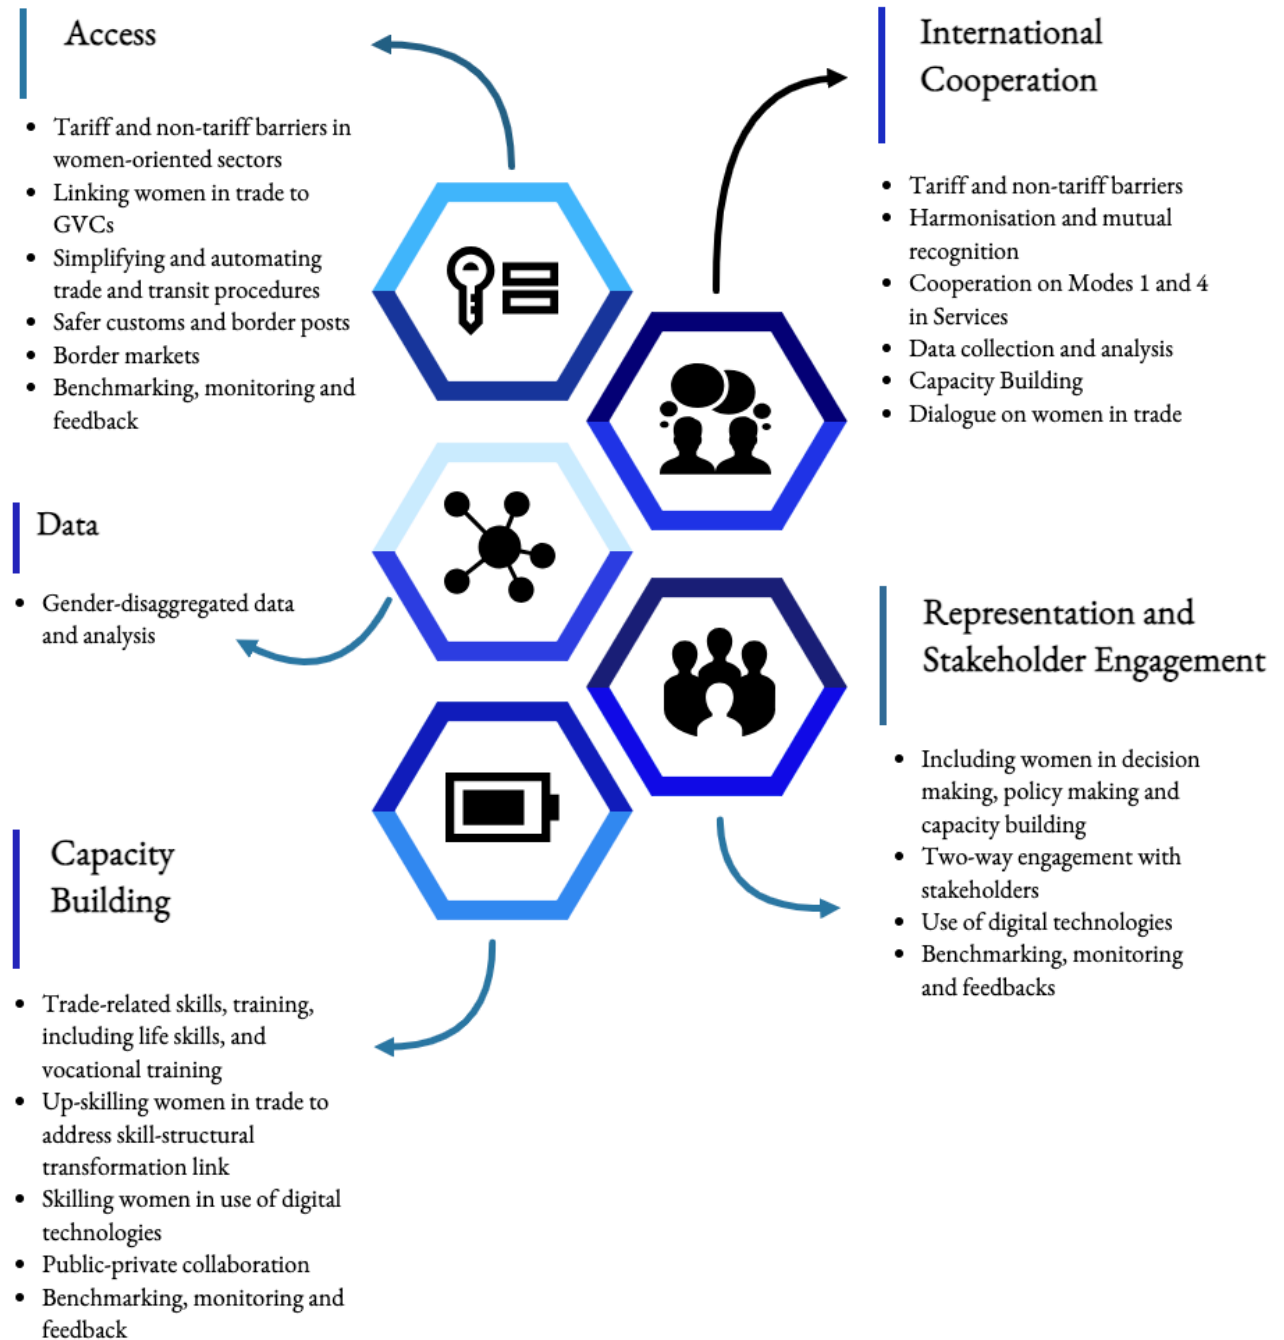 Access
Tariff and non-tariff barriers in
women-oriented sectors
Linking women in trade to
GVCs
Simplifying and automating
trade and transit procedures
Safer customs and border posts
Border markets
Benchmarking, monitoring and
feedback
International
Cooperation
Tariff and non-tariff barriers
Harmonisation and mutual
recognition
Cooperation on Modes 1 and 4
in Services
Data collection and analysis
Capacity Building
Dialogue on women in trade
Data
Gender-disaggregated data
and analysis
Representation and
Stakeholder Engagement
Including women in decision
making, policy making and
capacity building
Two-way engagement with
stakeholders
Use of digital technologies
Benchmarking, monitoring
and feedbacks
Capacity
Building
Trade-related skills, training,
including life skills, and
vocational training
Up-skilling women in trade to
address skill-structural
transformation link
Skilling women in use of digital
technologies
Public-private collaboration
Benchmarking, monitoring and
feedback